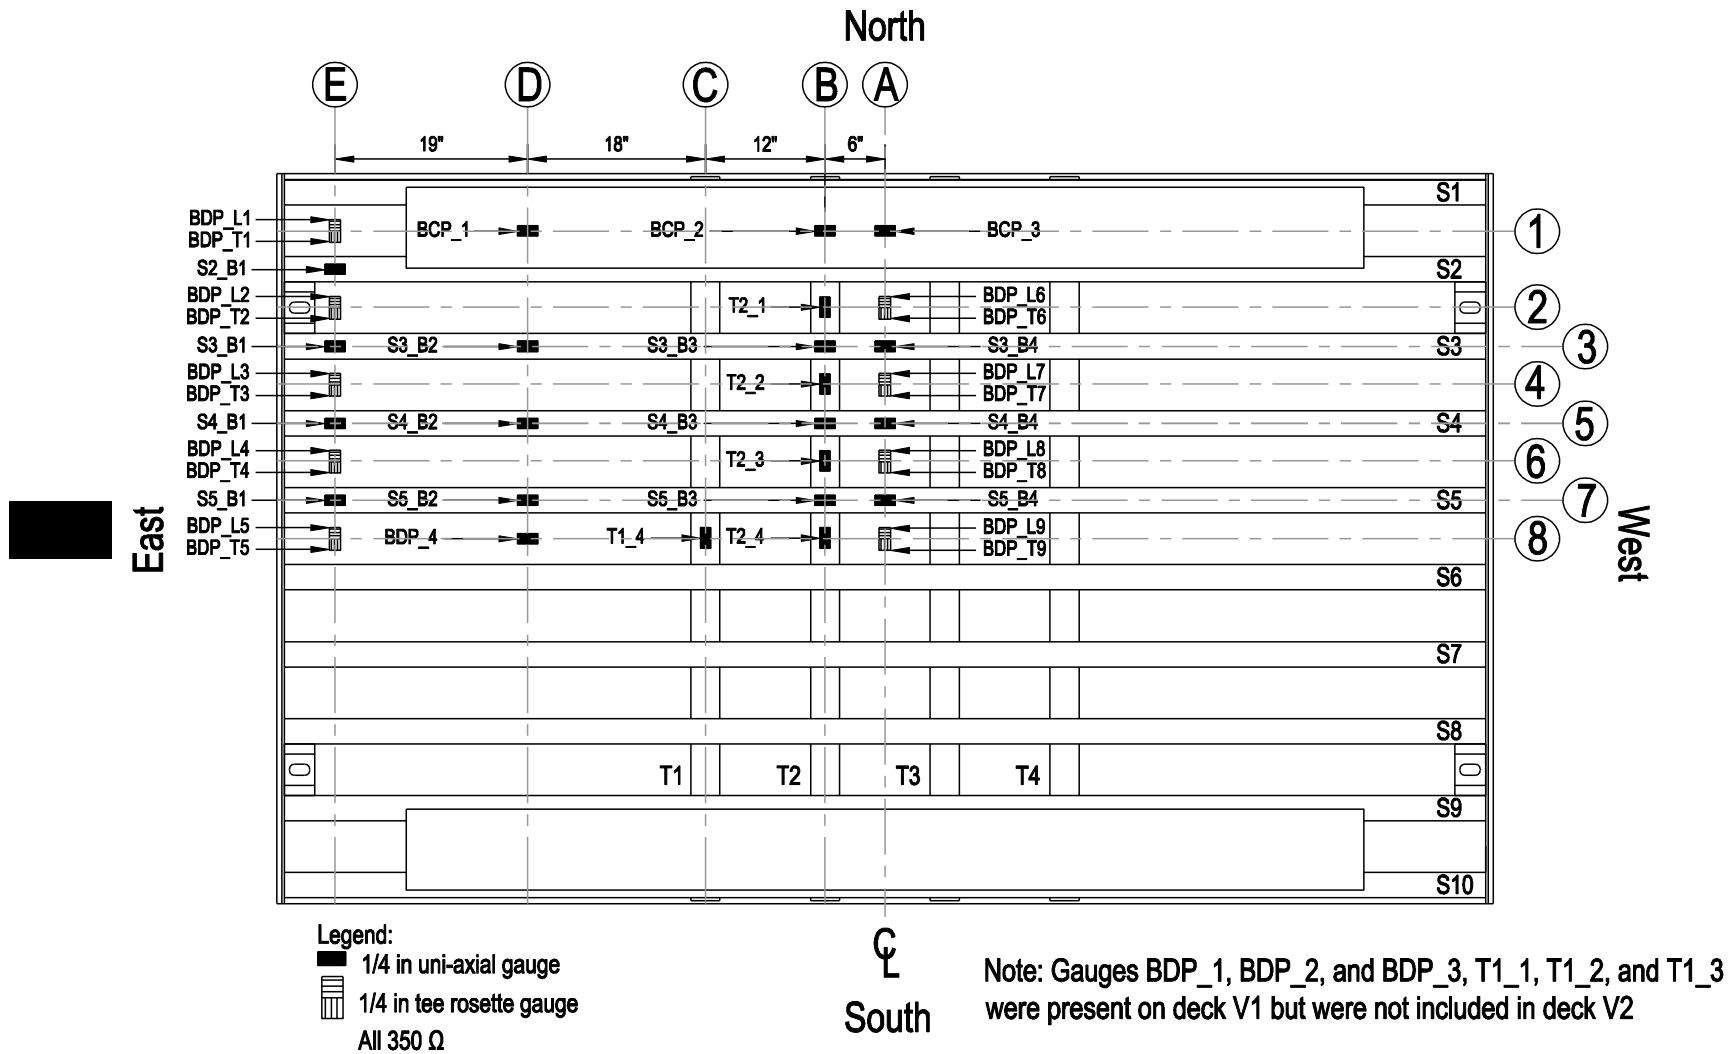 North
E D C B A
19" 18" 12" 6"
S1
BDP_L1
BCP_1 BCP_2 BCP_3 1
BDP_T1
S2_B1 S2
BDP_L2 BDP_L6
T2_1 2
BDP_T2 BDP_T6
S3_B1 S3_B2 S3_B3 S3_B4 S3 3
BDP_L3 BDP_L7
T2_2 4
BDP_T3 BDP_T7
S4_B1 S4_B2 S4_B3 S4_B4 S4 5
BDP_L4 BDP_L8
T2_3 6
BDP_T4 BDP_T8
S5_B1 S5_B2 S5_B3 S5_B4 S5 7
BDP_L5 BDP_L9
East BDP_4 T1_4 T2_4 8 West
BDP_T5 BDP_T9
S6
S7
S8
T1 T2 T3 T4
S9
S10
Legend:
1/4 in uni-axial gauge
1/4 in tee rosette gauge
All 350 Ω
CL
South
Note: Gauges BDP_1, BDP_2, and BDP_3, T1_1, T1_2, and T1_3
were present on deck V1 but were not included in deck V2